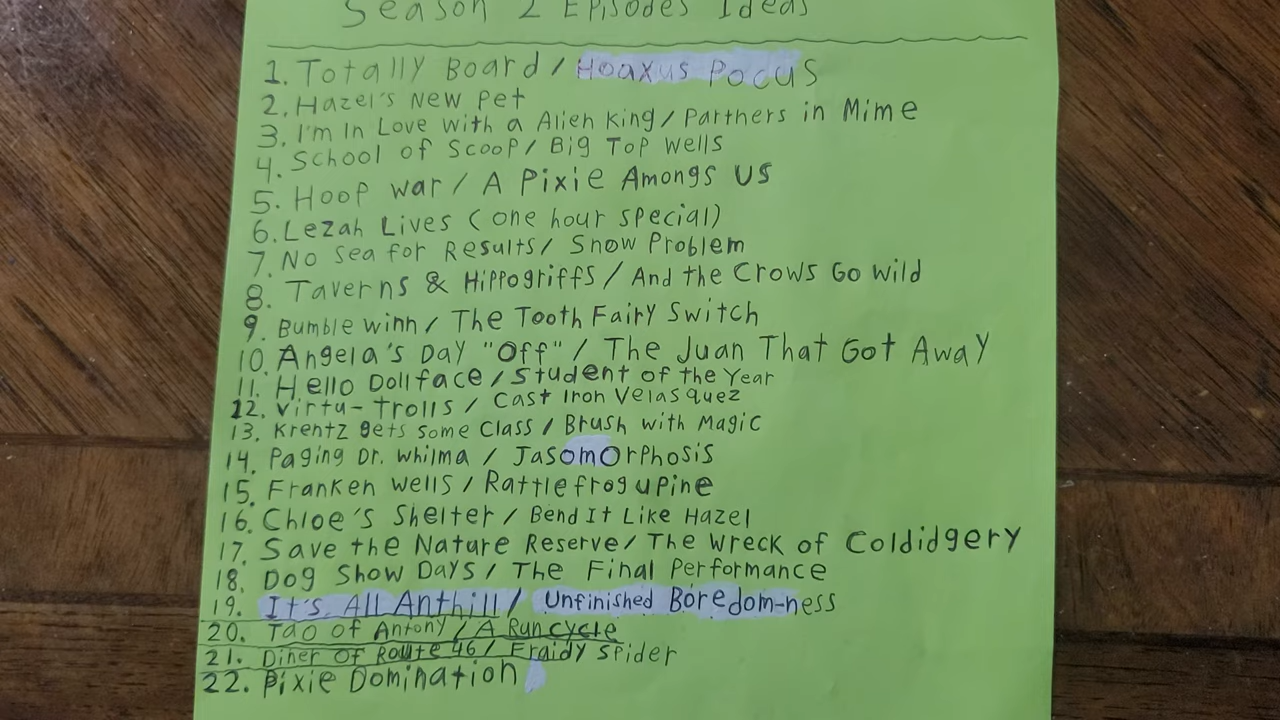 Season 2 Episodes Ideas
1. Totally Board / Hoaxus Pocus
2. Hazel's New Pet
3. I'm In Love with a Alien King / Partners in Mime
4. School of Scoop / Big Top Wells
5. Hoop war / A Pixie Amongs us
6. Lezah Lives (one hour special)
7. No Sea for Results / Snow Problem
8. Taverns & Hippogriffs / And the Crows Go Wild
9. Bumble winn / The Tooth Fairy Switch
10. Angela's Day "Off" / The Juan That Got Away
11. Hello Dollface / Student of the Year
12. Virtu-Trolls / Cast Iron Velasquez
13. Krentz gets some Class / Brush with Magic
14. Paging Dr. Whilma / Jasomorphosis
15. Franken wells / Rattlefrogupine
16. Chloe's Shelter / Bend It Like Hazel
17. Save the Nature Reserve / The Wreck of Coldidgery
18. Dog Show Days / The Final Performance
19. It's All Anthill / Unfinished Boredom-ness
20. Tao of Antony / A Run cycle
21. Diner Of Route 46 / Fraidy Spider
22. Pixie Domination